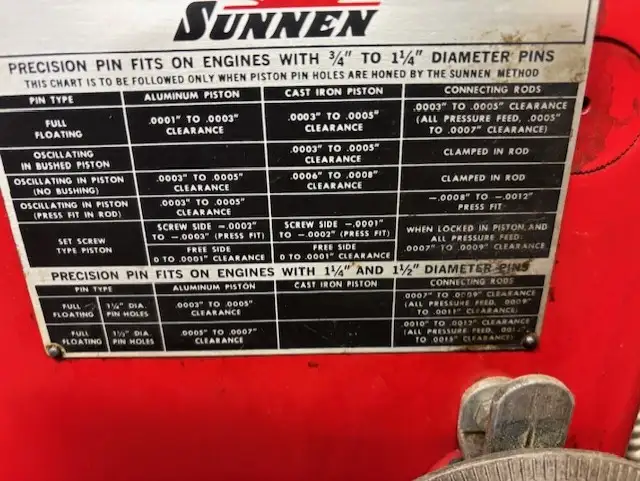 SUNNEN
PRECISION PIN FITS ON ENGINES WITH 3/4" TO 1 1/4" DIAMETER PINS
THIS CHART IS TO BE FOLLOWED ONLY WHEN PISTON PIN HOLES ARE HONED BY THE SUNNEN METHOD
PIN TYPE ALUMINUM PISTON CAST IRON PISTON CONNECTING RODS
FULL FLOATING
.0001" TO .0003" CLEARANCE
.0003" TO .0005" CLEARANCE
.0003" TO .0005" CLEARANCE
(ALL PRESSURE FEED, .0005"
TO .0007" CLEARANCE)
OSCILLATING IN BUSHED PISTON
.0003" TO .0005" CLEARANCE
CLAMPED IN ROD
OSCILLATING IN PISTON (NO BUSHING)
.0003" TO .0005" CLEARANCE
.0006" TO .0008" CLEARANCE
CLAMPED IN ROD
OSCILLATING IN PISTON (PRESS FIT IN ROD)
.0003" TO .0005" CLEARANCE
-.0008" TO -.0012" PRESS FIT
SET SCREW TYPE PISTON
SCREW SIDE -.0002"
TO -.0003" (PRESS FIT)
FREE SIDE
0 TO .0001" CLEARANCE
SCREW SIDE -.0001"
TO -.0002" (PRESS FIT)
FREE SIDE
0 TO .0001" CLEARANCE
WHEN LOCKED IN PISTON, AND
ALL PRESSURE FEED:
.0007" TO .0009" CLEARANCE
PRECISION PIN FITS ON ENGINES WITH 1 1/4" AND 1 1/2" DIAMETER PINS
PIN TYPE ALUMINUM PISTON CAST IRON PISTON CONNECTING RODS
FULL FLOATING
1 1/4" DIA. PIN HOLES
.0003" TO .0005" CLEARANCE
.0007" TO .0009" CLEARANCE
(ALL PRESSURE FEED, .0009"
TO .0011" CLEARANCE)
FULL FLOATING
1 1/2" DIA. PIN HOLES
.0005" TO .0007" CLEARANCE
.0010" TO .0012" CLEARANCE
(ALL PRESSURE FEED,
TO CLEARANCE)